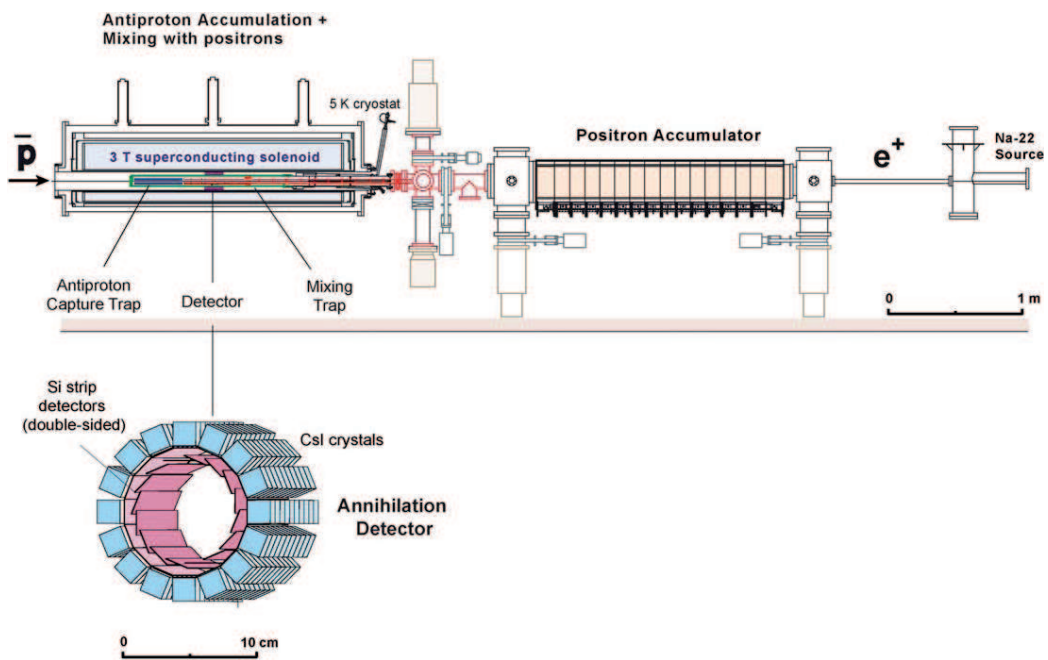 Antiproton Accumulation +
Mixing with positrons
5 K cryostat
p̅
3 T superconducting solenoid
Positron Accumulator
e⁺
Na-22
Source
Antiproton
Capture Trap
Detector
Mixing
Trap
0 1 m
Si strip
detectors
(double-sided)
CsI crystals
Annihilation
Detector
0 10 cm